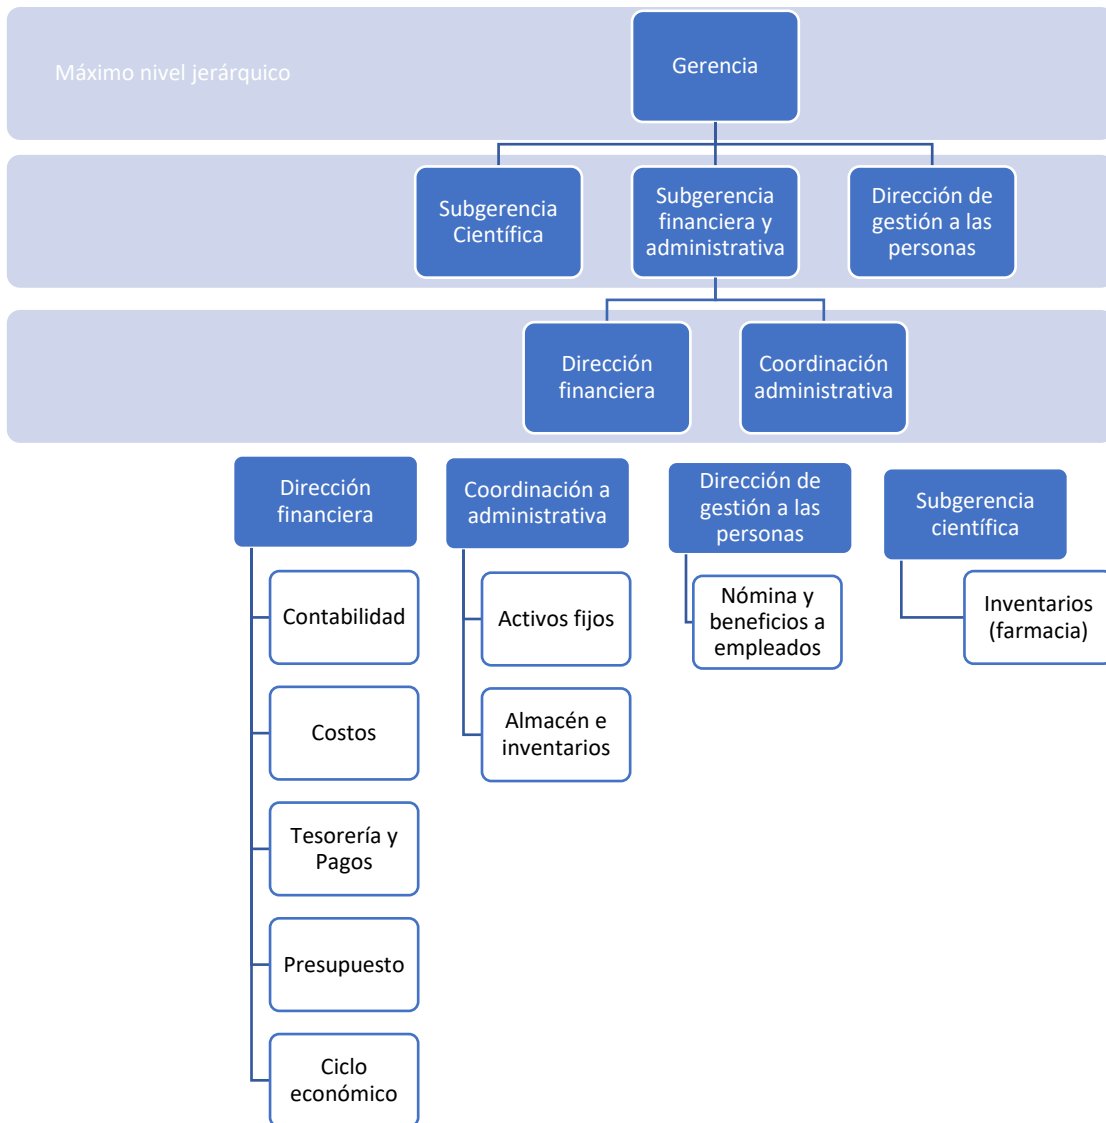 Máximo nivel jerárquico
Gerencia
Subgerencia
Científica
Subgerencia
financiera y
administrativa
Dirección de
gestión a las
personas
Dirección
financiera
Coordinación
administrativa
Dirección
financiera
Contabilidad
Costos
Tesorería y
Pagos
Presupuesto
Ciclo
económico
Coordinación a
administrativa
Activos fijos
Almacén e
inventarios
Dirección de
gestión a las
personas
Nómina y
beneficios a
empleados
Subgerencia
científica
Inventarios
(farmacia)